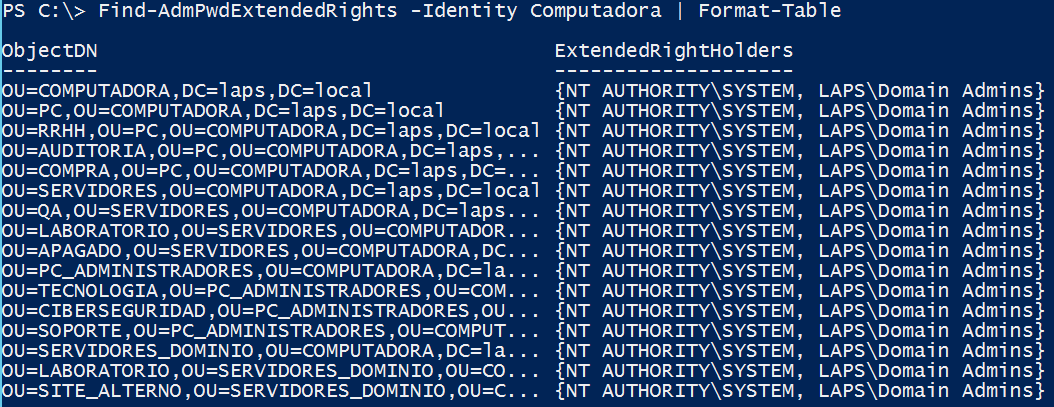 PS C:\> Find-AdmPwdExtendedRights -Identity Computadora | Format-Table
ObjectDN ExtendedRightHolders
-------- --------------------
OU=COMPUTADORA,DC=laps,DC=local {NT AUTHORITY\SYSTEM, LAPS\Domain Admins}
OU=PC,OU=COMPUTADORA,DC=laps,DC=local {NT AUTHORITY\SYSTEM, LAPS\Domain Admins}
OU=RRHH,OU=PC,OU=COMPUTADORA,DC=laps,DC=local {NT AUTHORITY\SYSTEM, LAPS\Domain Admins}
OU=AUDITORIA,OU=PC,OU=COMPUTADORA,DC=laps,... {NT AUTHORITY\SYSTEM, LAPS\Domain Admins}
OU=COMPRA,OU=PC,OU=COMPUTADORA,DC=laps,DC=... {NT AUTHORITY\SYSTEM, LAPS\Domain Admins}
OU=SERVIDORES,OU=COMPUTADORA,DC=laps,DC=local {NT AUTHORITY\SYSTEM, LAPS\Domain Admins}
OU=QA,OU=SERVIDORES,OU=COMPUTADORA,DC=laps... {NT AUTHORITY\SYSTEM, LAPS\Domain Admins}
OU=LABORATORIO,OU=SERVIDORES,OU=COMPUTADOR... {NT AUTHORITY\SYSTEM, LAPS\Domain Admins}
OU=APAGADO,OU=SERVIDORES,OU=COMPUTADORA,DC... {NT AUTHORITY\SYSTEM, LAPS\Domain Admins}
OU=PC_ADMINISTRADORES,OU=COMPUTADORA,DC=la... {NT AUTHORITY\SYSTEM, LAPS\Domain Admins}
OU=TECNOLOGIA,OU=PC_ADMINISTRADORES,OU=COM... {NT AUTHORITY\SYSTEM, LAPS\Domain Admins}
OU=CIBERSEGURIDAD,OU=PC_ADMINISTRADORES,OU... {NT AUTHORITY\SYSTEM, LAPS\Domain Admins}
OU=SOPORTE,OU=PC_ADMINISTRADORES,OU=COMPUT... {NT AUTHORITY\SYSTEM, LAPS\Domain Admins}
OU=SERVIDORES_DOMINIO,OU=COMPUTADORA,DC=la... {NT AUTHORITY\SYSTEM, LAPS\Domain Admins}
OU=LABORATORIO,OU=SERVIDORES_DOMINIO,OU=CO... {NT AUTHORITY\SYSTEM, LAPS\Domain Admins}
OU=SITE_ALTERNO,OU=SERVIDORES_DOMINIO,OU=C... {NT AUTHORITY\SYSTEM, LAPS\Domain Admins}